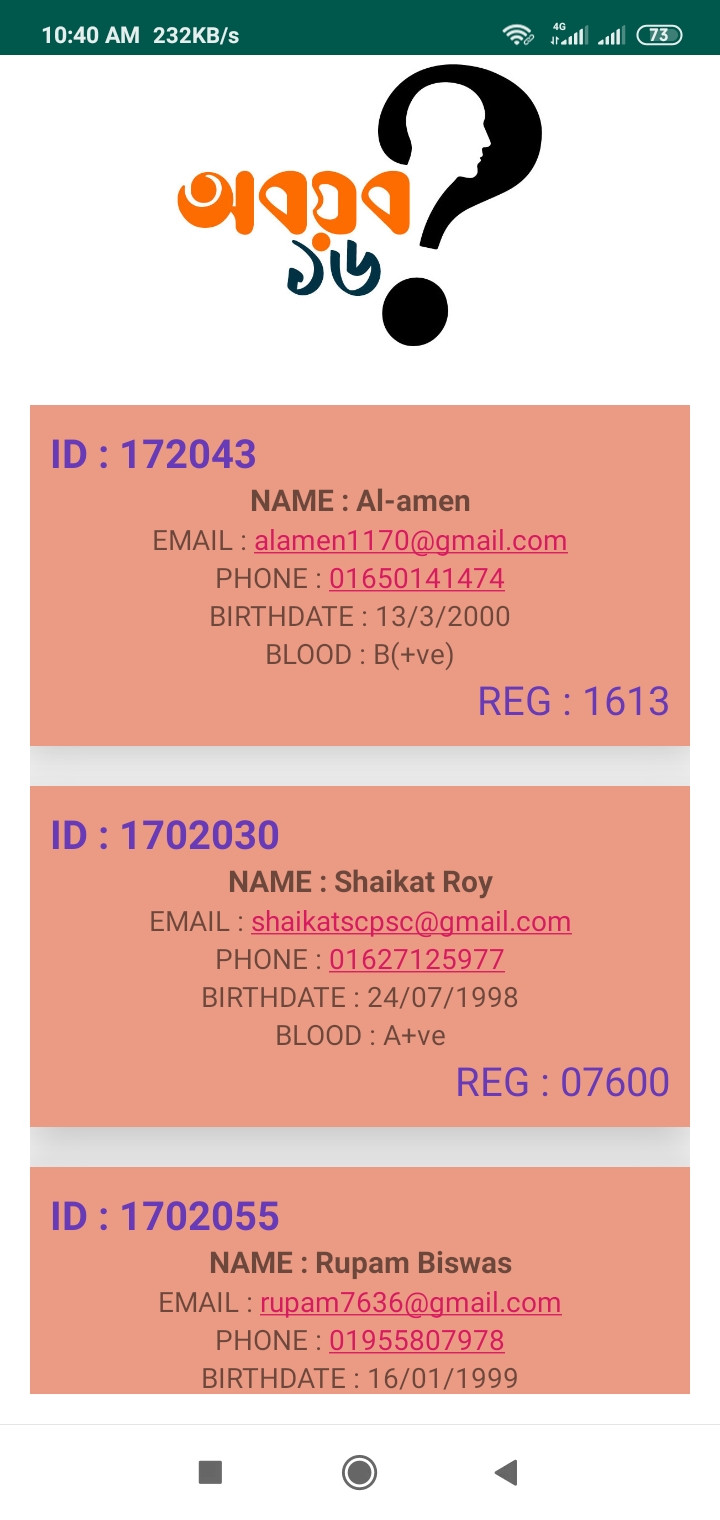 10:40 AM 232KB/s
4G
73
অবয়ব
১৬
ID : 172043
NAME : Al-amen
EMAIL : alamen1170@gmail.com
PHONE : 01650141474
BIRTHDATE : 13/3/2000
BLOOD : B(+ve)
REG : 1613
ID : 1702030
NAME : Shaikat Roy
EMAIL : shaikatscpsc@gmail.com
PHONE : 01627125977
BIRTHDATE : 24/07/1998
BLOOD : A+ve
REG : 07600
ID : 1702055
NAME : Rupam Biswas
EMAIL : rupam7636@gmail.com
PHONE : 01955807978
BIRTHDATE : 16/01/1999